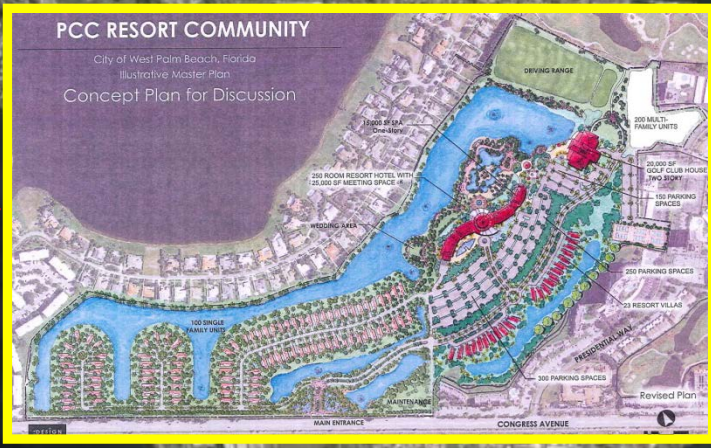 PCC RESORT COMMUNITY
City of West Palm Beach, Florida
Illustrative Master Plan
Concept Plan for Discussion
DRIVING RANGE
15,000 SF SPA
One-Story
200 MULTI-
FAMILY UNITS
250 ROOM RESORT HOTEL WITH
25,000 SF MEETING SPACE
20,000 SF
GOLF CLUB HOUSE
TWO STORY
150 PARKING
SPACES
WEDDING AREA
250 PARKING SPACES
23 RESORT VILLAS
100 SINGLE
FAMILY UNITS
PRESIDENTIAL WAY
300 PARKING SPACES
Revised Plan
MAINTENANCE
MAIN ENTRANCE
CONGRESS AVENUE
DESIGN